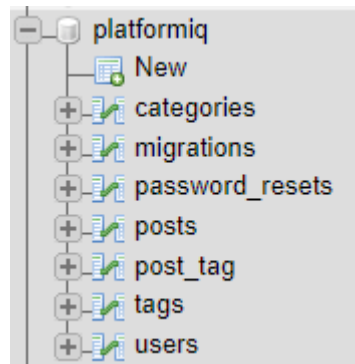 platformiq
New
categories
migrations
password_resets
posts
post_tag
tags
users